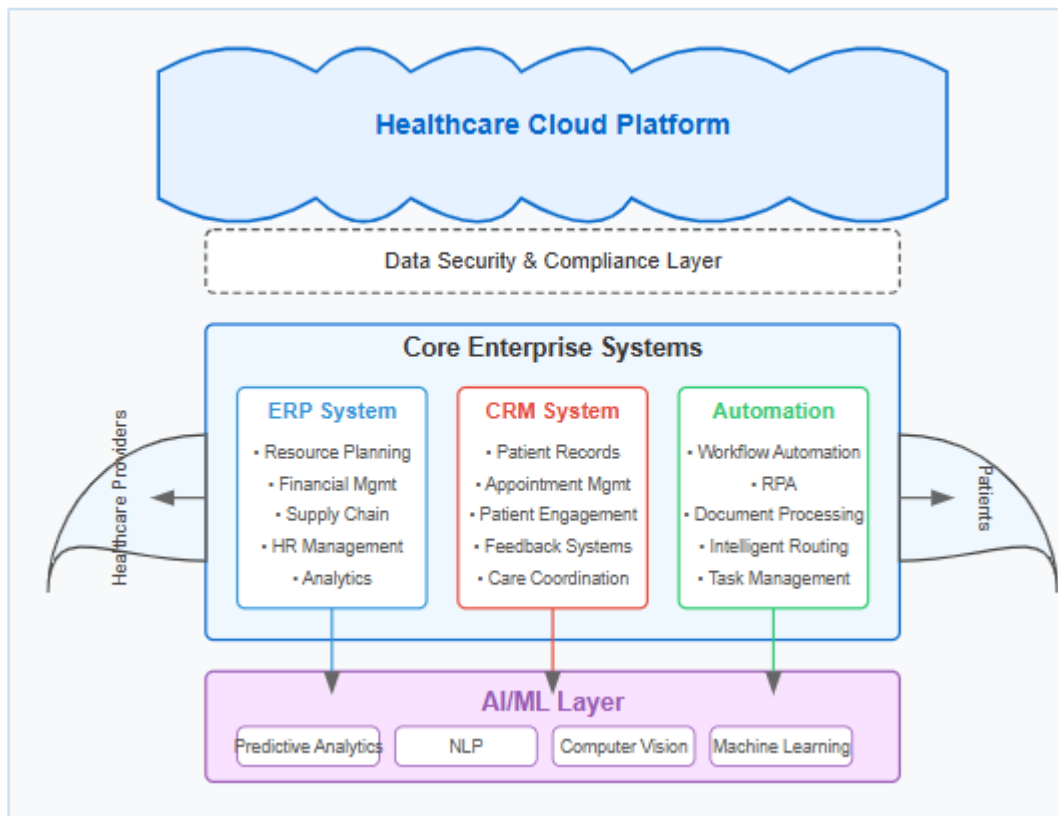 Healthcare Cloud Platform
Data Security & Compliance Layer
Core Enterprise Systems
ERP System
▪ Resource Planning
▪ Financial Mgmt
▪ Supply Chain
▪ HR Management
▪ Analytics
CRM System
▪ Patient Records
▪ Appointment Mgmt
▪ Patient Engagement
▪ Feedback Systems
▪ Care Coordination
Automation
▪ Workflow Automation
▪ RPA
▪ Document Processing
▪ Intelligent Routing
▪ Task Management
Healthcare Providers
Patients
AI/ML Layer
Predictive Analytics
NLP
Computer Vision
Machine Learning